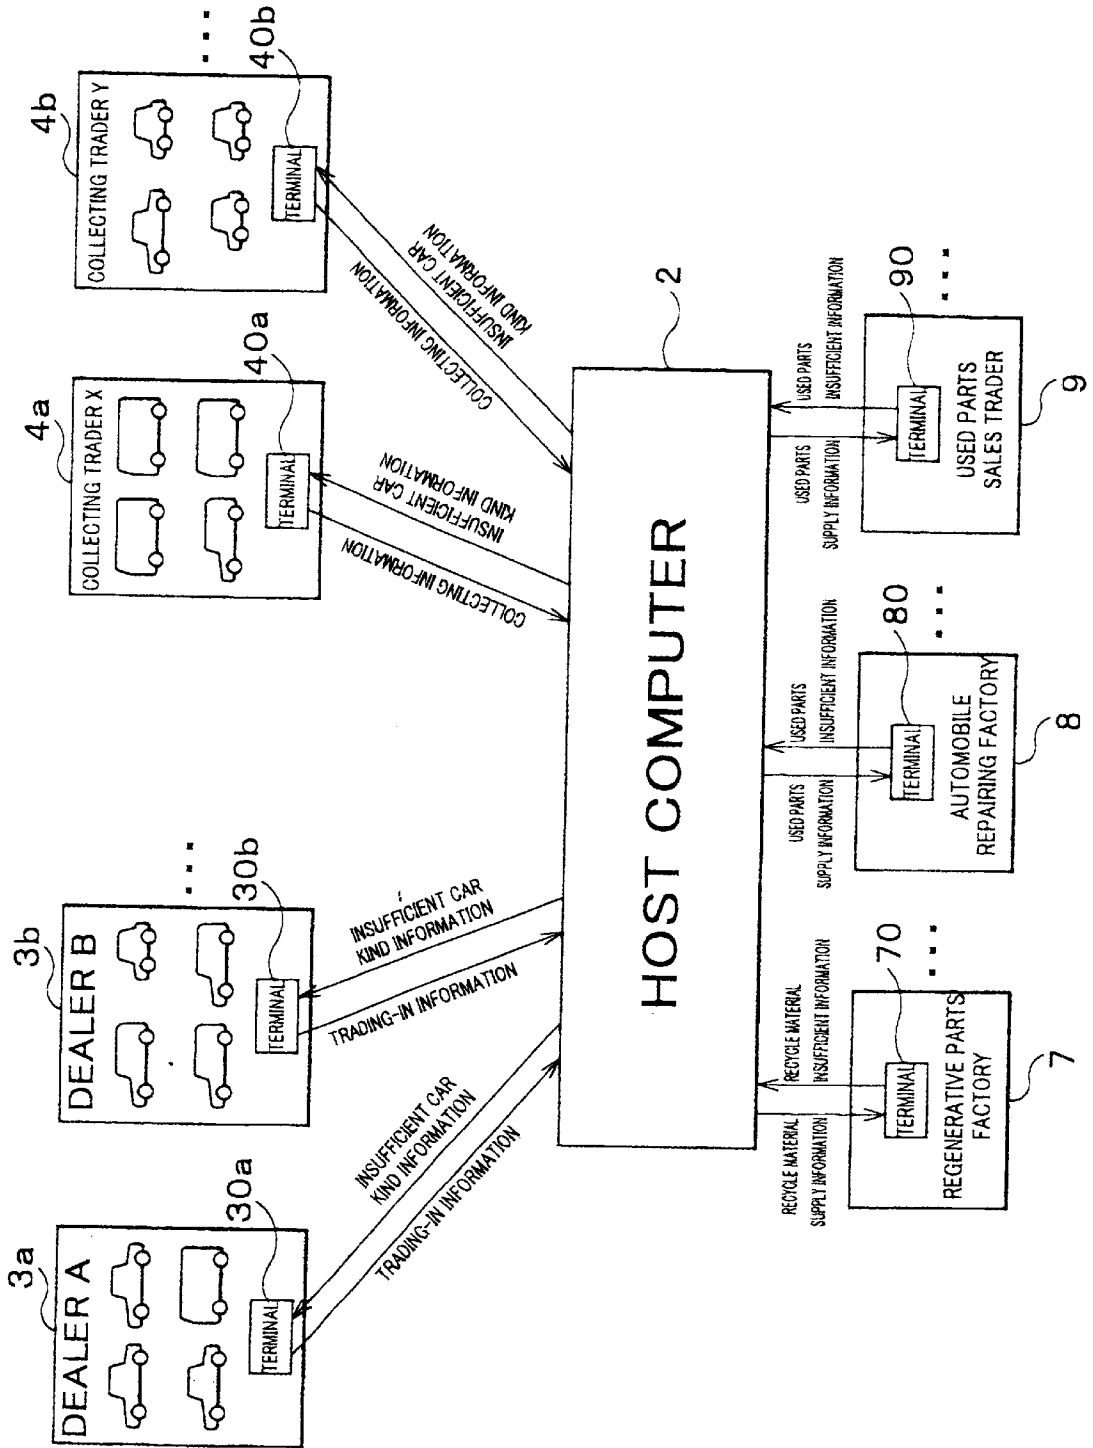 3a
DEALER A
TERMINAL
30a
3b
DEALER B
TERMINAL
30b
...
4a
COLLECTING TRADER X
TERMINAL
40a
4b
COLLECTING TRADER Y
TERMINAL
40b
...
INSUFFICIENT CAR
KIND INFORMATION
TRADING-IN INFORMATION
INSUFFICIENT CAR
KIND INFORMATION
TRADING-IN INFORMATION
COLLECTING INFORMATION
INSUFFICIENT CAR
KIND INFORMATION
COLLECTING INFORMATION
INSUFFICIENT CAR
KIND INFORMATION
HOST COMPUTER
2
RECYCLE MATERIAL
SUPPLY INFORMATION
RECYCLE MATERIAL
INSUFFICIENT INFORMATION
USED PARTS
SUPPLY INFORMATION
USED PARTS
INSUFFICIENT INFORMATION
USED PARTS
SUPPLY INFORMATION
USED PARTS
INSUFFICIENT INFORMATION
TERMINAL
70
...
REGENERATIVE PARTS
FACTORY
7
TERMINAL
80
...
AUTOMOBILE
REPAIRING FACTORY
8
TERMINAL
90
...
USED PARTS
SALES TRADER
9